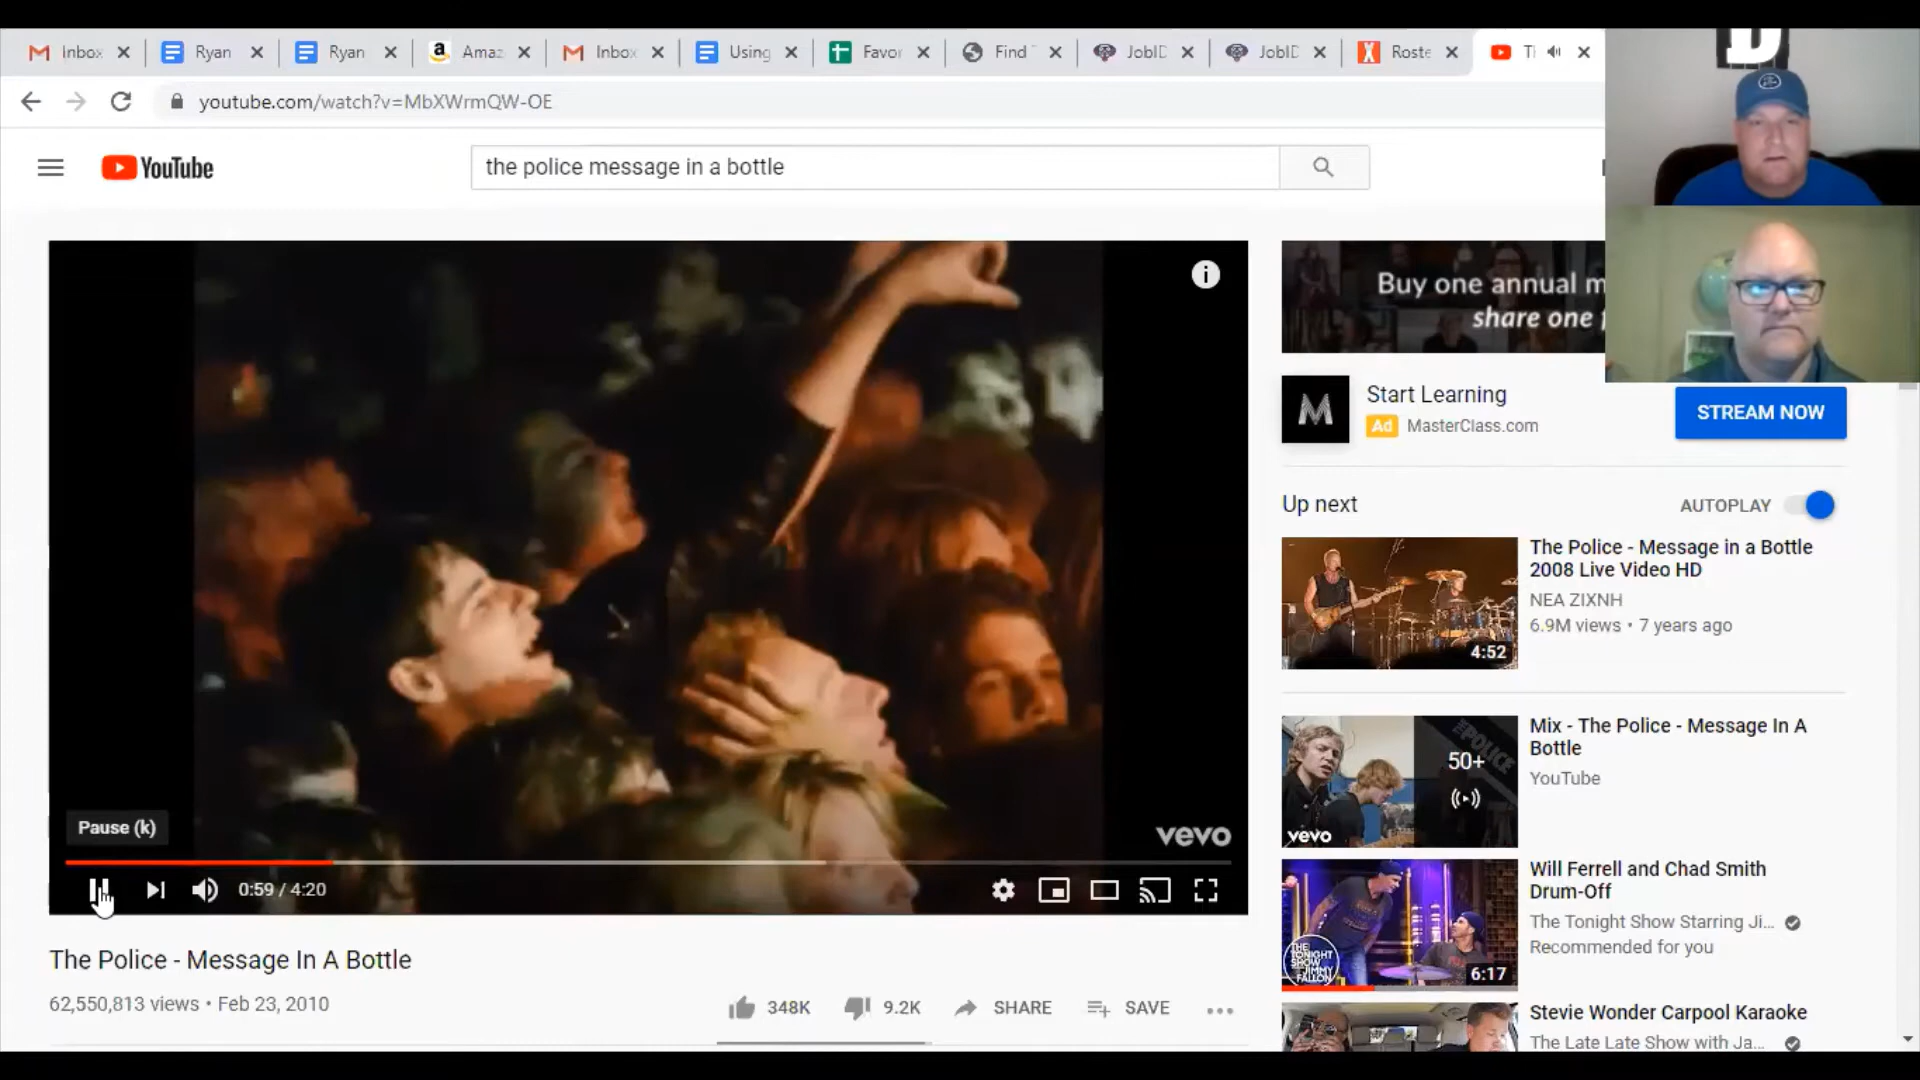 Inbox
Ryan
Ryan
Amaz
Inbox
Using
Favor
Find
JobID
JobID
Roste
youtube.com/watch?v=MbXWrmQW-OE
YouTube
the police message in a bottle
Buy one annual m
share one
Start Learning
Ad MasterClass.com
STREAM NOW
Up next
AUTOPLAY
The Police - Message in a Bottle
2008 Live Video HD
NEA ZIXNH
6.9M views • 7 years ago
4:52
Mix - The Police - Message In A
Bottle
YouTube
50+
vevo
Will Ferrell and Chad Smith
Drum-Off
The Tonight Show Starring Ji...
Recommended for you
THE
TONIGHT
SHOW
JIMMY
FALLON
6:17
Stevie Wonder Carpool Karaoke
The Late Late Show with Ja...
Pause (k)
vevo
0:59 / 4:20
The Police - Message In A Bottle
62,550,813 views • Feb 23, 2010
348K
9.2K
SHARE
SAVE